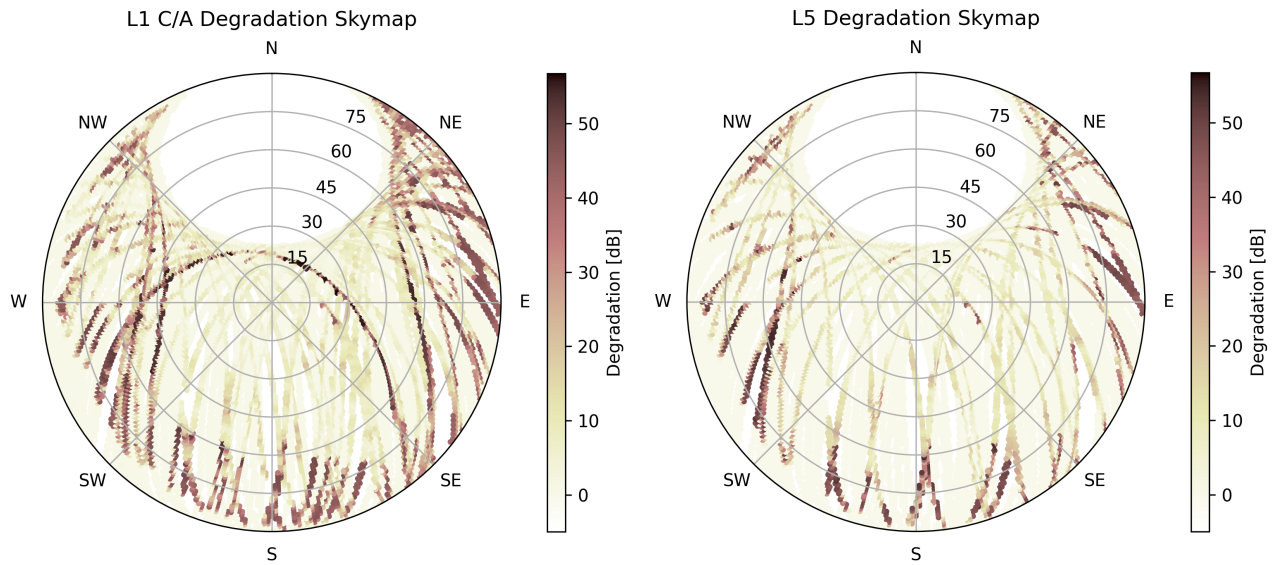 L1 C/A Degradation Skymap
N
NW
NE
75
60
45
30
15
W
E
SW
SE
S
50
40
30
20
10
0
Degradation [dB]
L5 Degradation Skymap
N
NW
NE
75
60
45
30
15
W
E
SW
SE
S
50
40
30
20
10
0
Degradation [dB]